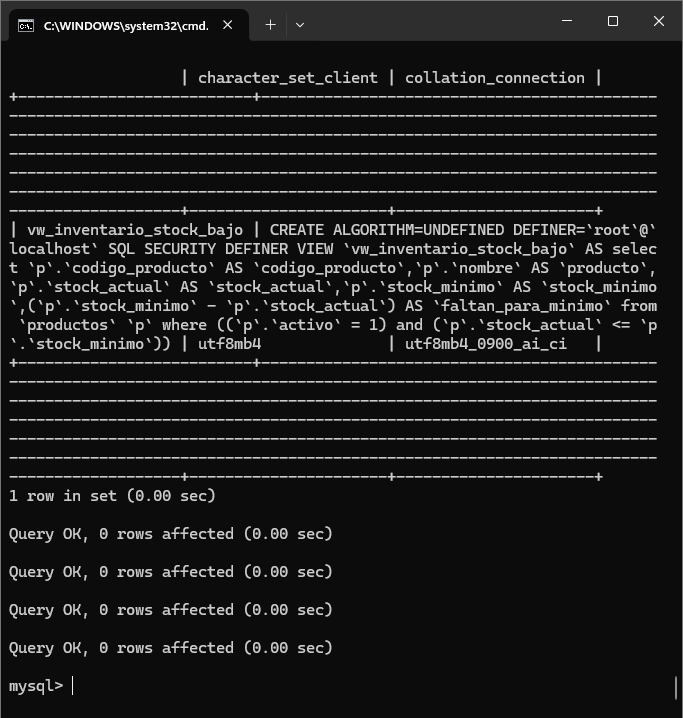 C:\WINDOWS\system32\cmd.
                   | character_set_client | collation_connection |
+--------------------------+--------------------------------------------
------------------------------------------------------------------------
------------------------------------------------------------------------
------------------------------------------------------------------------
------------------------------------------------------------------------
------------------------------------------------------------------------
-------------------+----------------------+----------------------+
| vw_inventario_stock_bajo | CREATE ALGORITHM=UNDEFINED DEFINER=`root`@`
localhost` SQL SECURITY DEFINER VIEW `vw_inventario_stock_bajo` AS selec
t `p`.`codigo_producto` AS `codigo_producto`,`p`.`nombre` AS `producto`,
`p`.`stock_actual` AS `stock_actual`,`p`.`stock_minimo` AS `stock_minimo
`,(`p`.`stock_minimo` - `p`.`stock_actual`) AS `faltan_para_minimo` from
 `productos` `p` where ((`p`.`activo` = 1) and (`p`.`stock_actual` <= `p
`.`stock_minimo`)) | utf8mb4              | utf8mb4_0900_ai_ci   |
+--------------------------+--------------------------------------------
------------------------------------------------------------------------
------------------------------------------------------------------------
------------------------------------------------------------------------
------------------------------------------------------------------------
------------------------------------------------------------------------
-------------------+----------------------+----------------------+
1 row in set (0.00 sec)
Query OK, 0 rows affected (0.00 sec)
Query OK, 0 rows affected (0.00 sec)
Query OK, 0 rows affected (0.00 sec)
Query OK, 0 rows affected (0.00 sec)
mysql>